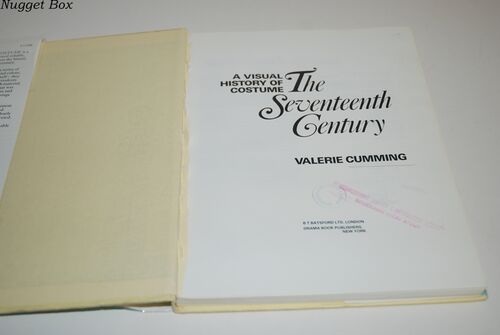 Nugget Box
A VISUAL
HISTORY OF
COSTUME
The
Seventeenth
Century
VALERIE CUMMING
B T BATSFORD LTD, LONDON
DRAMA BOOK PUBLISHERS
NEW YORK